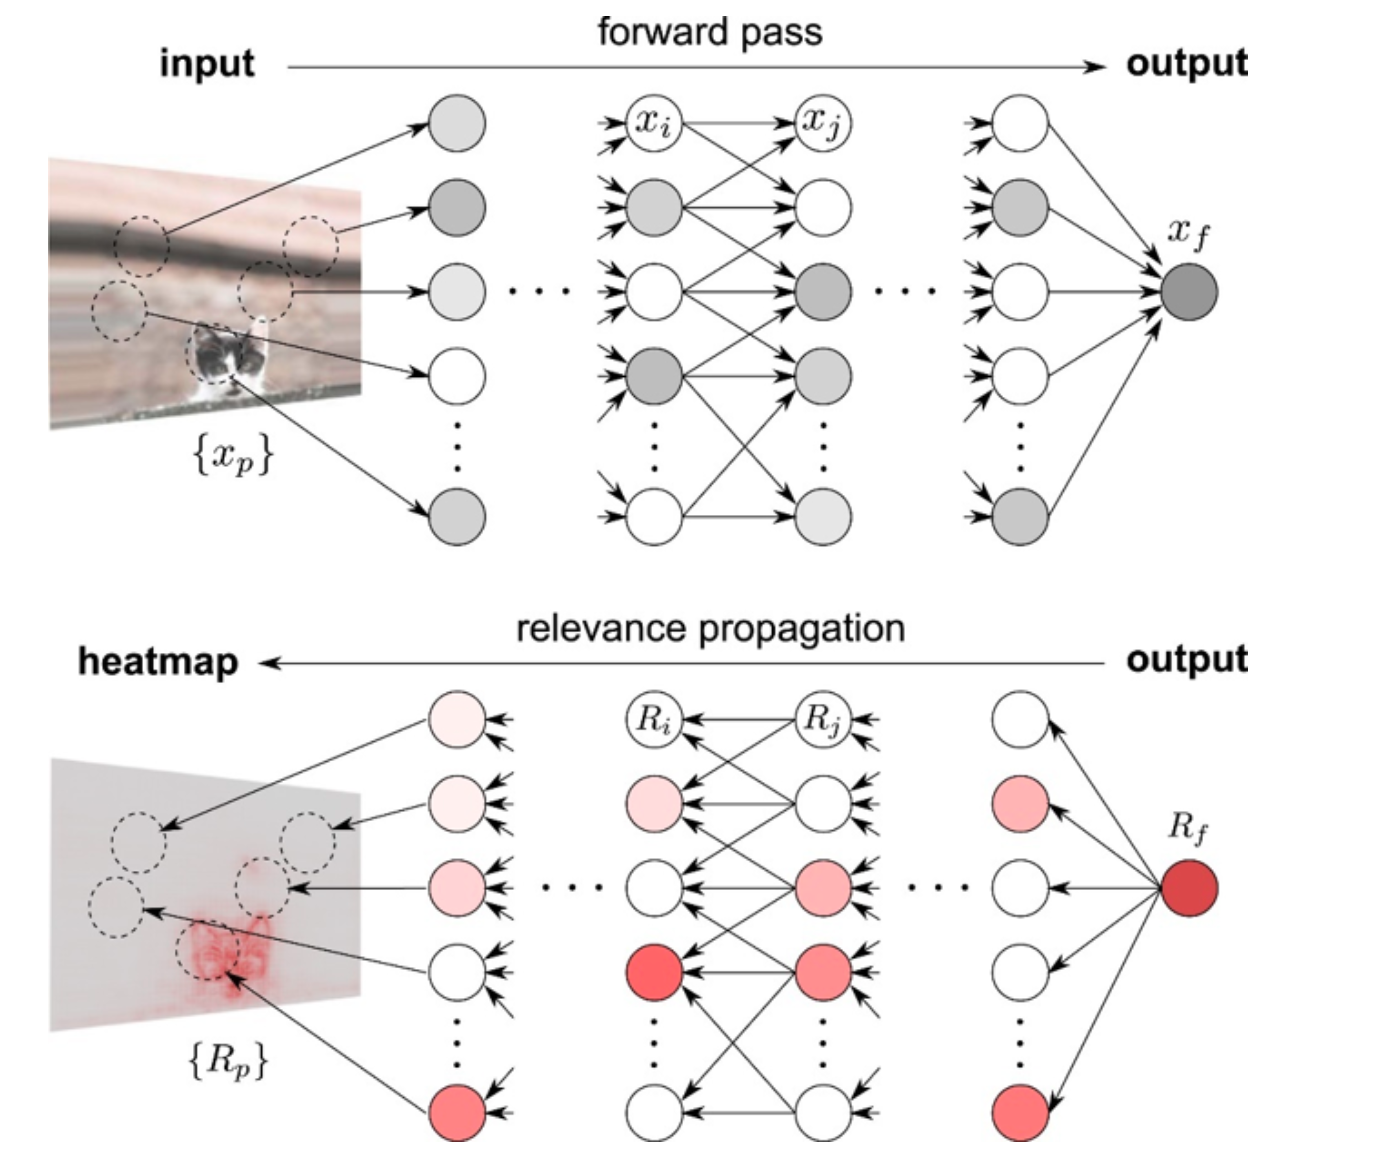 forward pass
input
output
x_i
x_j
x_f
{x_p}
relevance propagation
heatmap
output
R_i
R_j
R_f
{R_p}